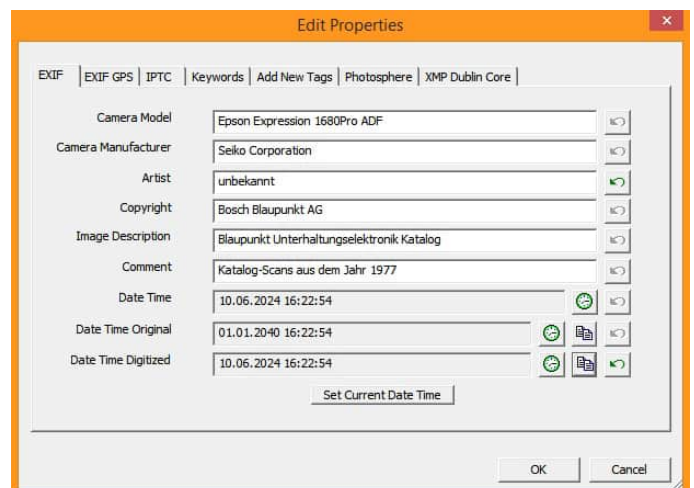 Edit Properties
EXIF EXIF GPS IPTC Keywords Add New Tags Photosphere XMP Dublin Core
Camera Model Epson Expression 1680Pro ADF
Camera Manufacturer Seiko Corporation
Artist unbekannt
Copyright Bosch Blaupunkt AG
Image Description Blaupunkt Unterhaltungselektronik Katalog
Comment Katalog-Scans aus dem Jahr 1977
Date Time 10.06.2024 16:22:54
Date Time Original 01.01.2040 16:22:54
Date Time Digitized 10.06.2024 16:22:54
Set Current Date Time
OK Cancel